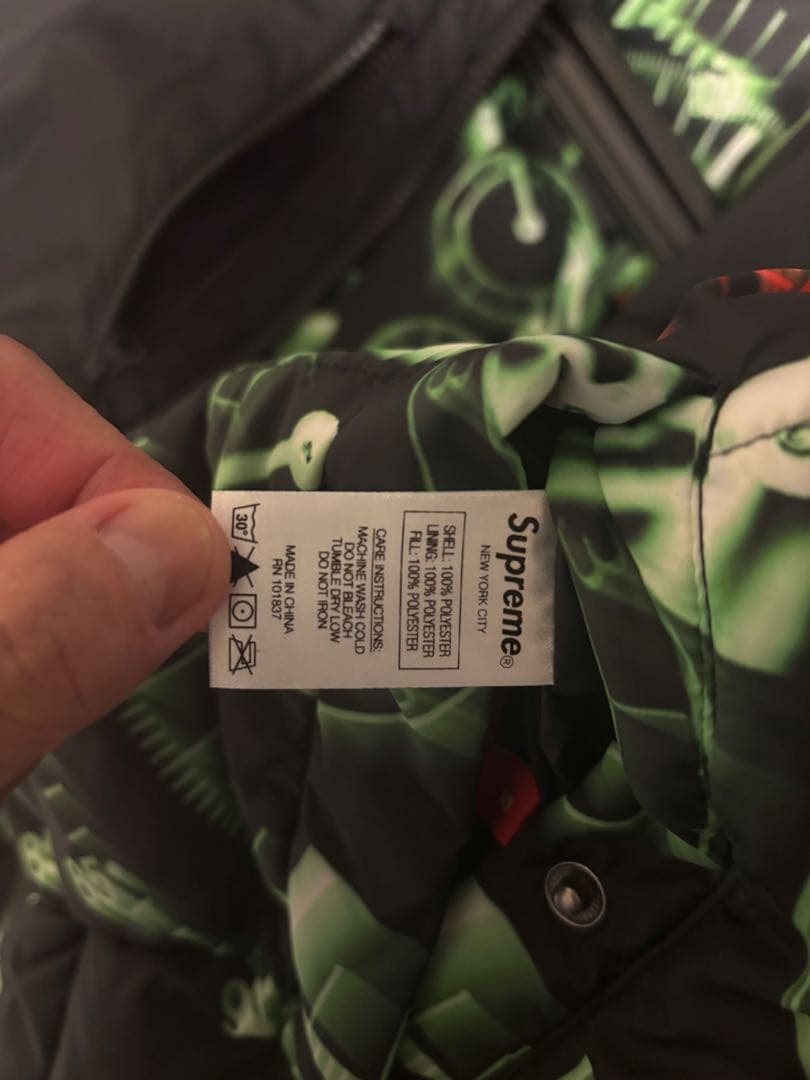 Supreme®
NEW YORK CITY
SHELL: 100% POLYESTER
LINING: 100% POLYESTER
FILL: 100% POLYESTER
CARE INSTRUCTIONS:
MACHINE WASH COLD
DO NOT BLEACH
TUMBLE DRY LOW
DO NOT IRON
MADE IN CHINA
RN 101837
30°